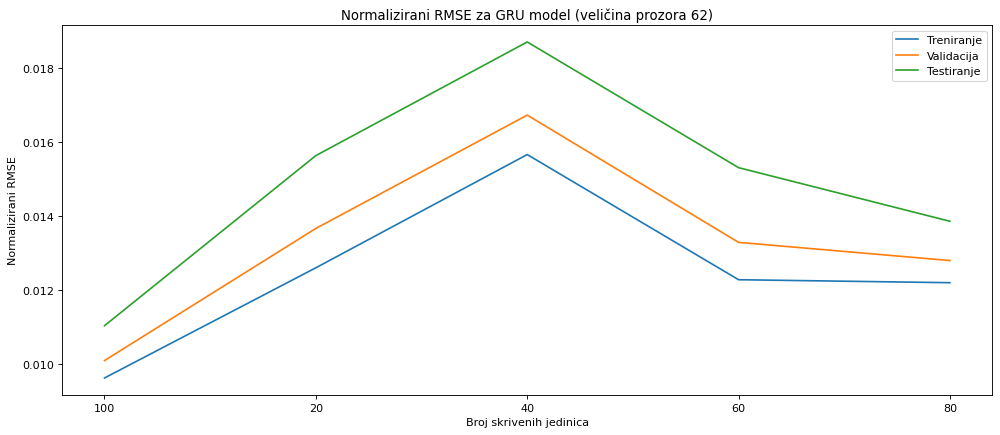 Normalizirani RMSE za GRU model (veličina prozora 62)
Treniranje
Validacija
Testiranje
Normalizirani RMSE
0.018
0.016
0.014
0.012
0.010
100 20 40 60 80
Broj skrivenih jedinica